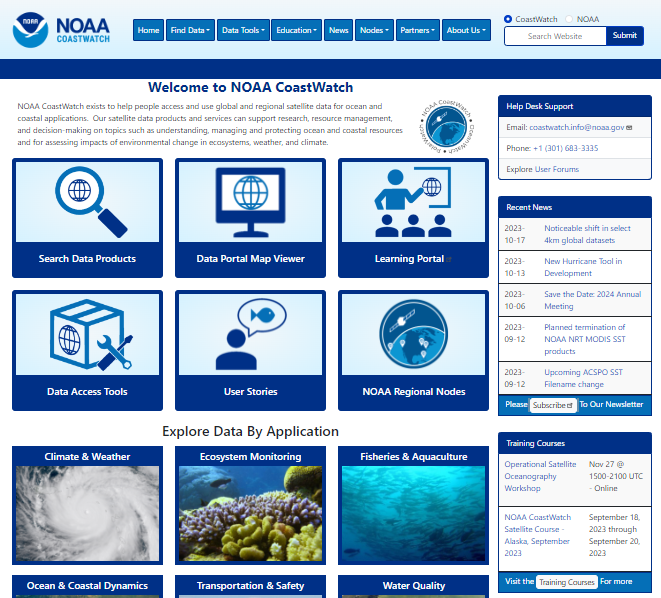 NOAA
NOAA
COASTWATCH
Home
Find Data
Data Tools
Education
News
Nodes
Partners
About Us
CoastWatch
NOAA
Search Website
Submit
Welcome to NOAA CoastWatch
NOAA CoastWatch exists to help people access and use global and regional satellite data for ocean and
coastal applications. Our satellite data products and services can support research, resource management,
and decision-making on topics such as understanding, managing and protecting ocean and coastal resources
and for assessing impacts of environmental change in ecosystems, weather, and climate.
NOAA CoastWatch
OceanWatch
PolarWatch
Search Data Products
Data Portal Map Viewer
Learning Portal
Data Access Tools
User Stories
NOAA Regional Nodes
Explore Data By Application
Climate & Weather
Ecosystem Monitoring
Fisheries & Aquaculture
Ocean & Coastal Dynamics
Transportation & Safety
Water Quality
Help Desk Support
Email: coastwatch.info@noaa.gov
Phone: +1 (301) 683-3335
Explore User Forums
Recent News
2023-
10-17
Noticeable shift in select
4km global datasets
2023-
10-13
New Hurricane Tool in
Development
2023-
10-06
Save the Date: 2024 Annual
Meeting
2023-
09-12
Planned termination of
NOAA NRT MODIS SST
products
2023-
09-12
Upcoming ACSPO SST
Filename change
Please Subscribe To Our Newsletter
Training Courses
Operational Satellite
Oceanography
Workshop
Nov 27 @
1500-2100 UTC
- Online
NOAA CoastWatch
Satellite Course -
Alaska, September
2023
September 18,
2023 through
September 20,
2023
Visit the Training Courses For more